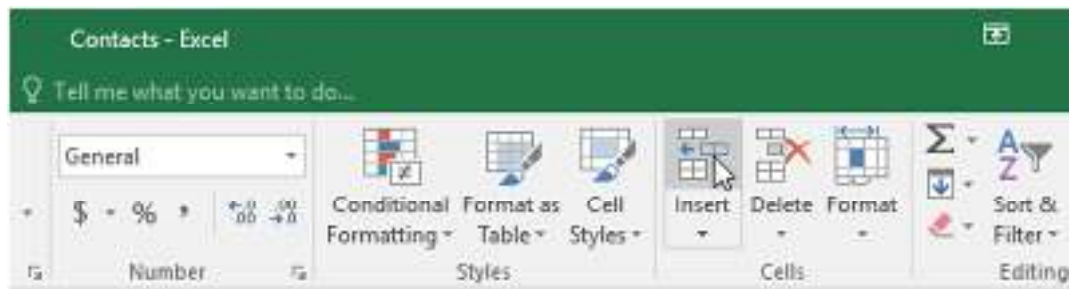 Contacts - Excel
Tell me what you want to do...
General
$ % ,
Conditional Formatting
Format as Table
Cell Styles
Insert
Delete
Format
Σ
A
Z
Sort &
Filter
Number
Styles
Cells
Editing